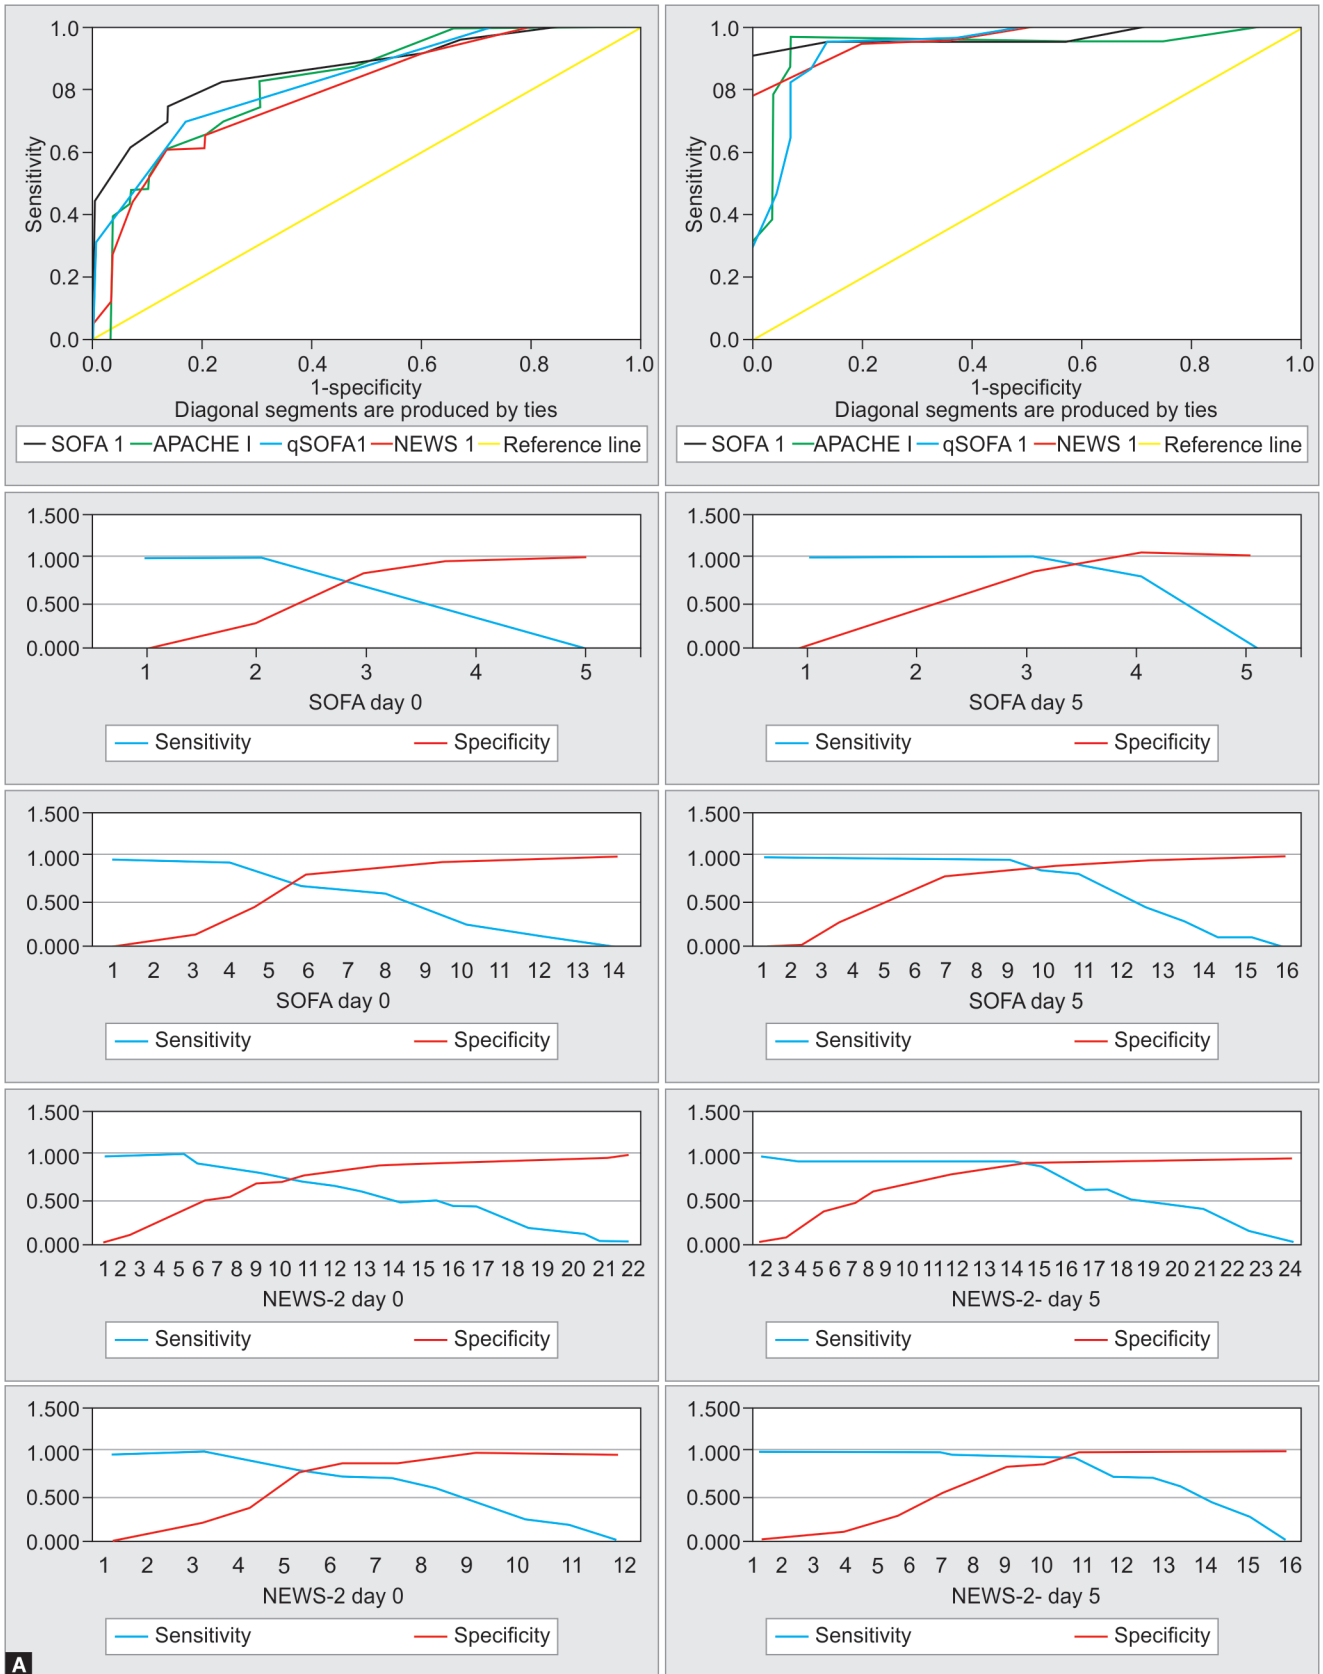 1.0
08
0.6
0.4
0.2
0.0
Sensitivity
0.0 0.2 0.4 0.6 0.8 1.0
1-specificity
Diagonal segments are produced by ties
SOFA 1 APACHE I qSOFA1 NEWS 1 Reference line
1.0
08
0.6
0.4
0.2
0.0
Sensitivity
0.0 0.2 0.4 0.6 0.8 1.0
1-specificity
Diagonal segments are produced by ties
SOFA 1 APACHE I qSOFA 1 NEWS 1 Reference line
1.500
1.000
0.500
0.000
1 2 3 4 5
SOFA day 0
Sensitivity Specificity
1.500
1.000
0.500
0.000
1 2 3 4 5
SOFA day 5
Sensitivity Specificity
1.500
1.000
0.500
0.000
1 2 3 4 5 6 7 8 9 10 11 12 13 14
SOFA day 0
Sensitivity Specificity
1.500
1.000
0.500
0.000
1 2 3 4 5 6 7 8 9 10 11 12 13 14 15 16
SOFA day 5
Sensitivity Specificity
1.500
1.000
0.500
0.000
1 2 3 4 5 6 7 8 9 10 11 12 13 14 15 16 17 18 19 20 21 22
NEWS-2 day 0
Sensitivity Specificity
1.500
1.000
0.500
0.000
1 2 3 4 5 6 7 8 9 10 11 12 13 14 15 16 17 18 19 20 21 22 23 24
NEWS-2- day 5
Sensitivity Specificity
1.500
1.000
0.500
0.000
1 2 3 4 5 6 7 8 9 10 11 12
NEWS-2 day 0
Sensitivity Specificity
1.500
1.000
0.500
0.000
1 2 3 4 5 6 7 8 9 10 11 12 13 14 15 16
NEWS-2- day 5
Sensitivity Specificity
A